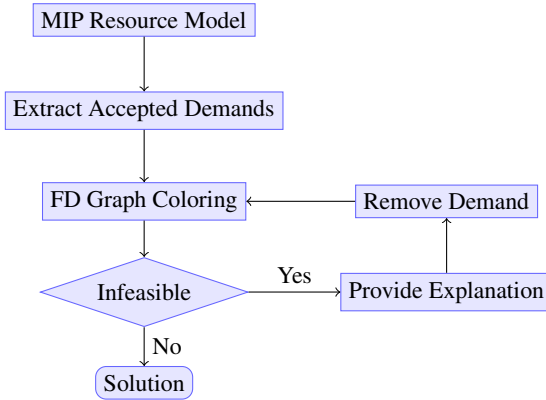 MIP Resource Model
Extract Accepted Demands
FD Graph Coloring
Remove Demand
Infeasible
Yes
Provide Explanation
No
Solution